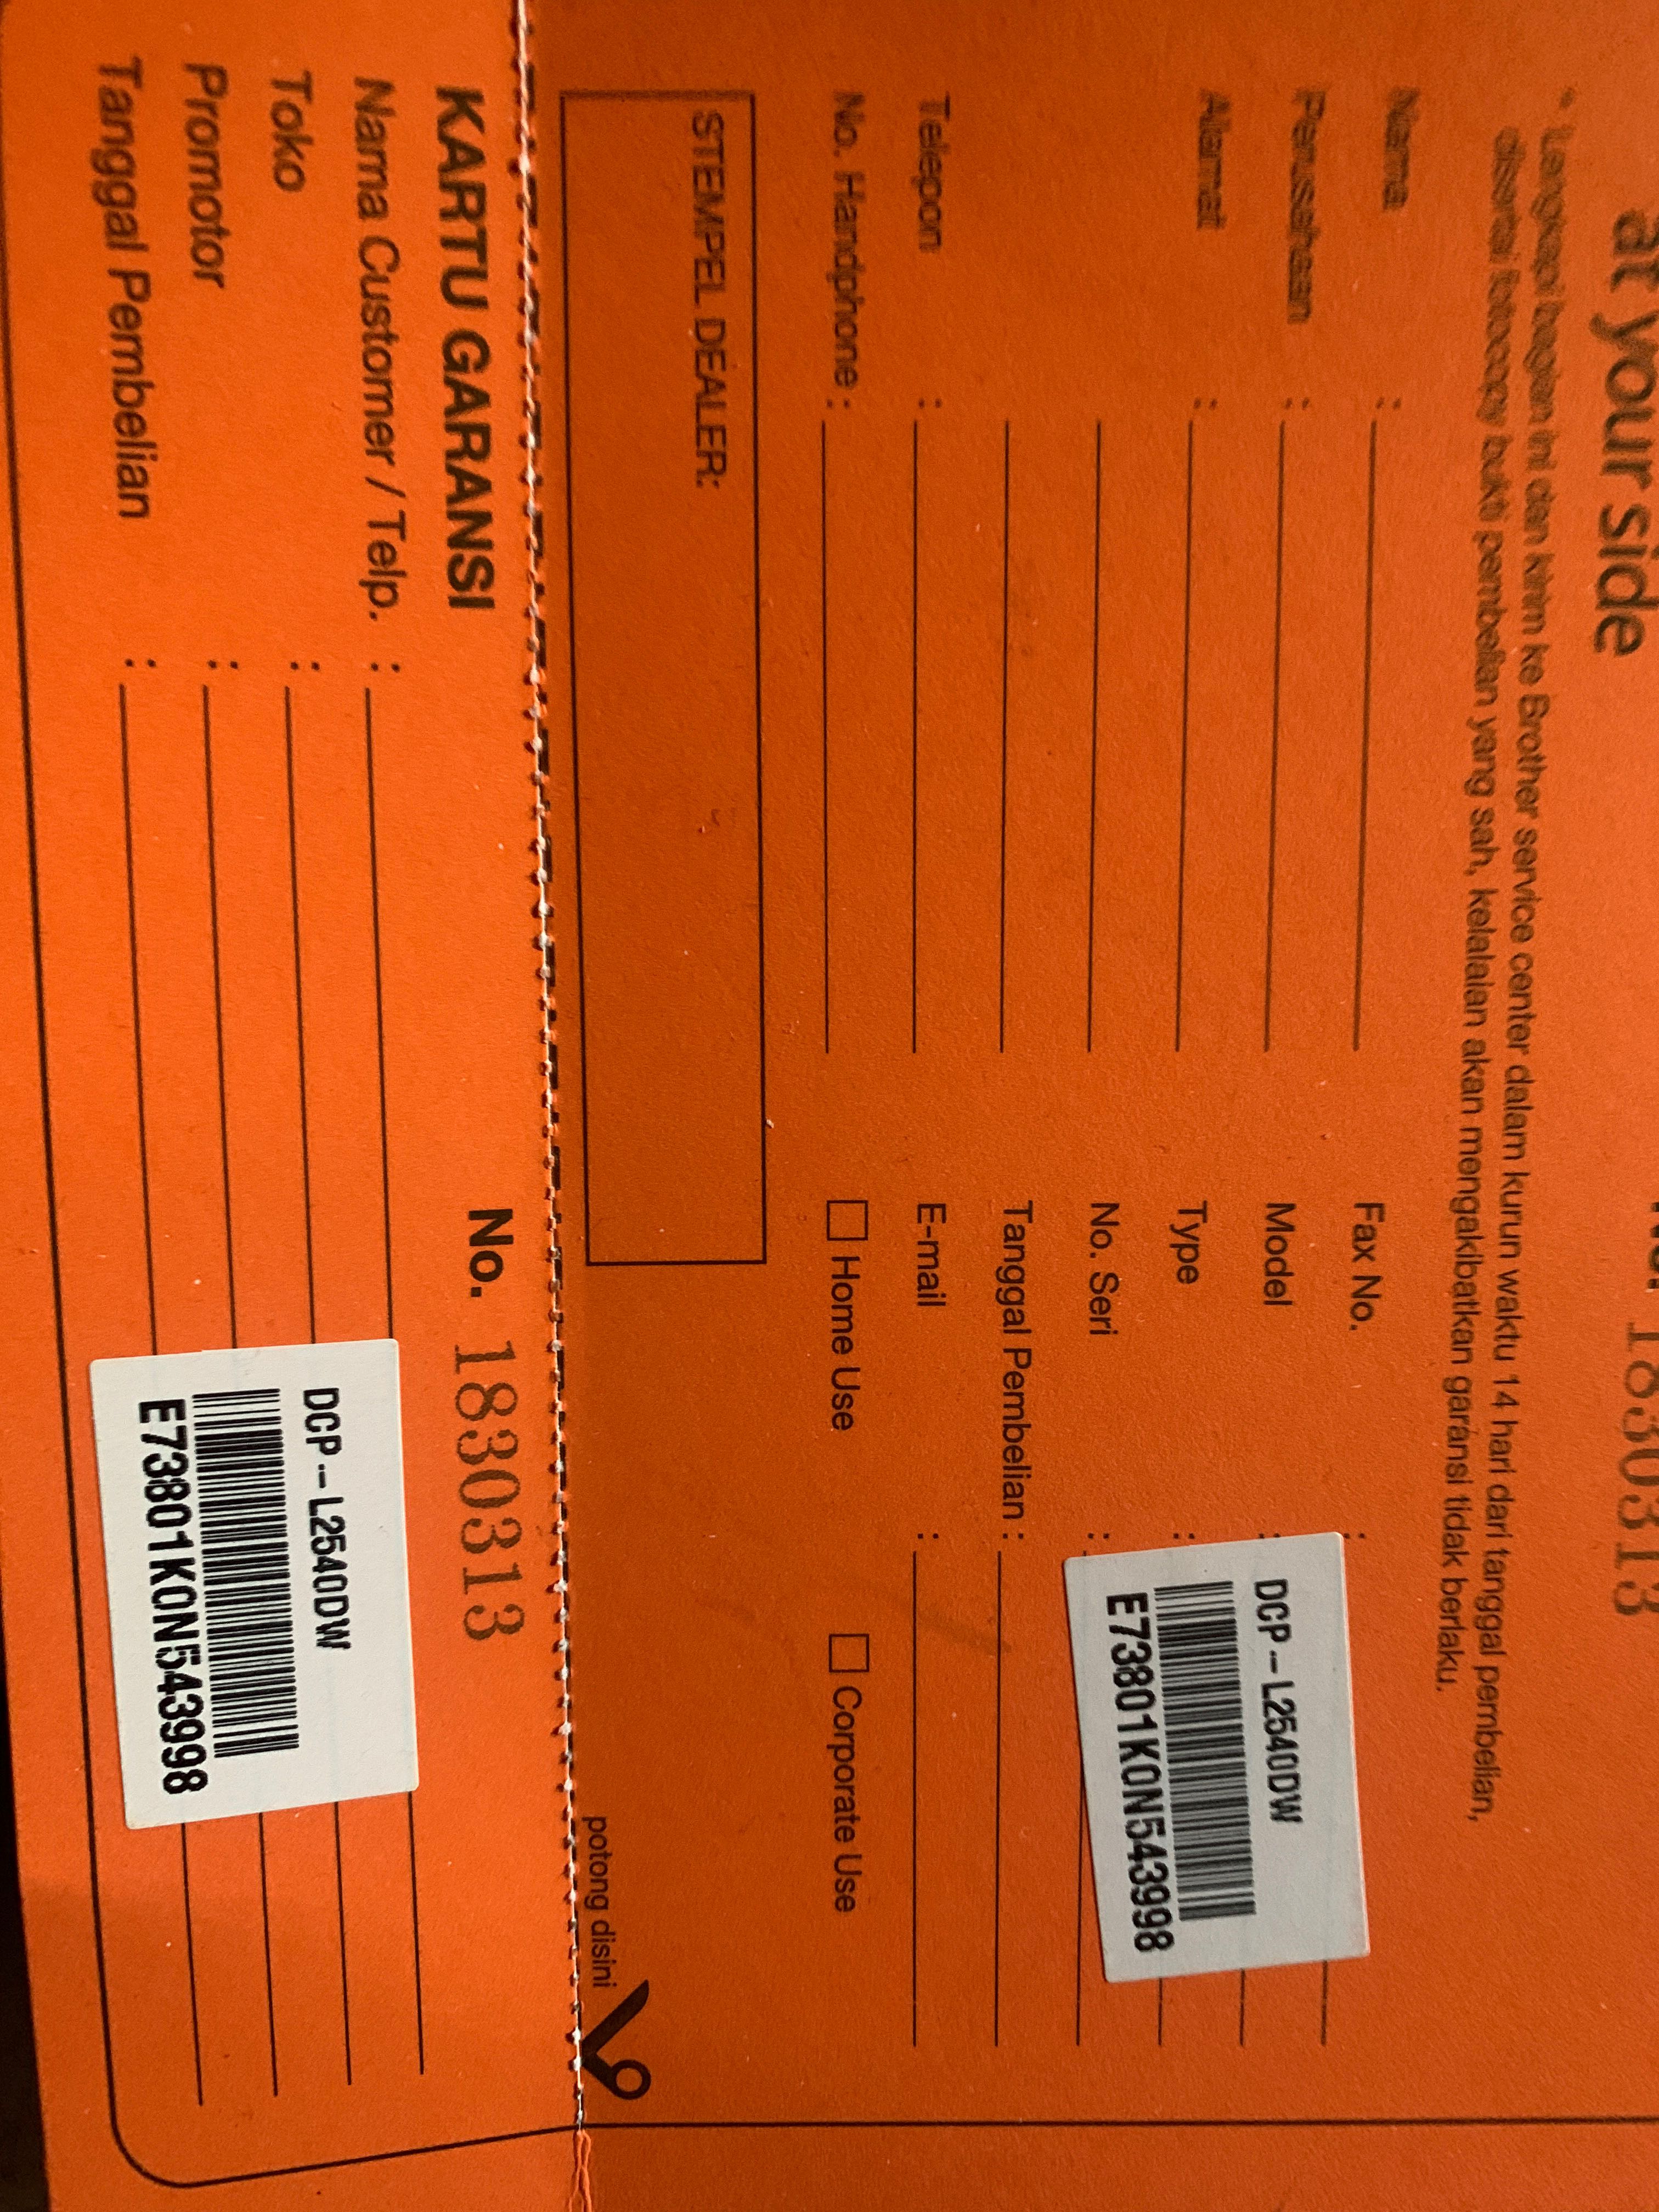 at your side
No. 1830313
* Lengkapi bagian ini dan kirim ke Brother service center dalam kurun waktu 14 hari dari tanggal pembelian,
disertai fotocopy bukti pembelian yang sah, kelalaian akan mengakibatkan garansi tidak berlaku.
Nama :
Fax No. :
Perusahaan :
Model :
Alamat :
Type :
No. Seri :
DCP-L2540DW
E73801K0N543998
Tanggal Pembelian :
Telepon :
E-mail :
No. Handphone :
Home Use
Corporate Use
STEMPEL DEALER:
potong disini
KARTU GARANSI
No. 1830313
Nama Customer / Telp. :
Toko :
Promotor :
Tanggal Pembelian :
DCP-L2540DW
E73801K0N543998